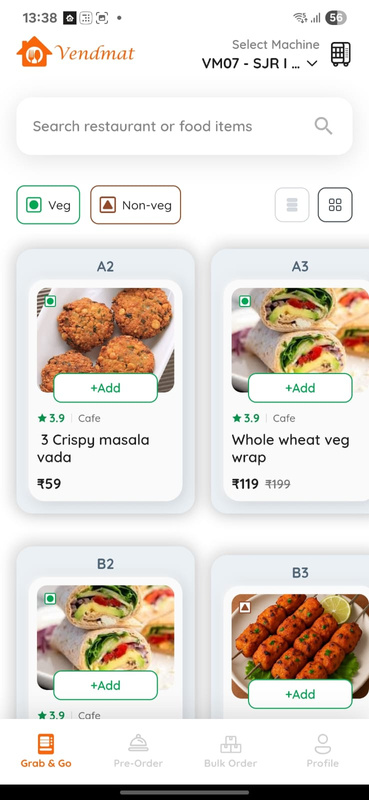 13:38
56
Vendmat
Select Machine
VM07 - SJR I ...
Search restaurant or food items
Veg
Non-veg
A2
+Add
3.9 Cafe
3 Crispy masala
vada
₹59
A3
+Add
3.9 Cafe
Whole wheat veg
wrap
₹119 ₹199
B2
+Add
3.9 Cafe
B3
+Add
Grab & Go
Pre-Order
Bulk Order
Profile